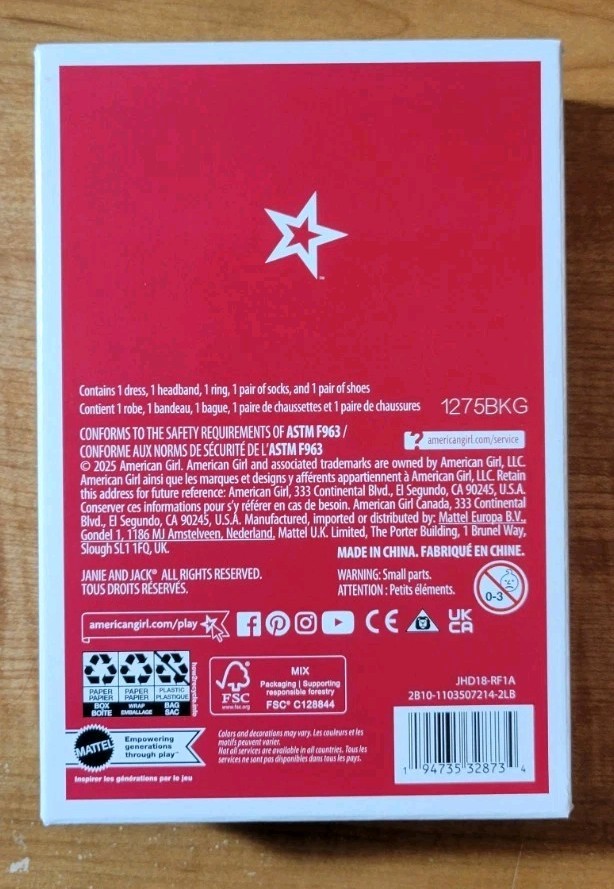 ™
Contains 1 dress, 1 headband, 1 ring, 1 pair of socks, and 1 pair of shoes
Contient 1 robe, 1 bandeau, 1 bague, 1 paire de chaussettes et 1 paire de chaussures
1275BKG
CONFORMS TO THE SAFETY REQUIREMENTS OF ASTM F963 /
CONFORME AUX NORMS DE SÉCURITÉ DE L'ASTM F963
? americangirl.com/service
© 2025 American Girl. American Girl and associated trademarks are owned by American Girl, LLC.
American Girl ainsi que les marques et designs y afférents appartiennent à American Girl, LLC. Retain
this address for future reference: American Girl, 333 Continental Blvd., El Segundo, CA 90245, U.S.A.
Conserver ces informations pour s'y référer en cas de besoin. American Girl Canada, 333 Continental
Blvd., El Segundo, CA 90245, U.S.A. Manufactured, imported or distributed by: Mattel Europa B.V.,
Gondel 1, 1186 MJ Amstelveen, Nederland. Mattel U.K. Limited, The Porter Building, 1 Brunel Way,
Slough SL1 1FQ, UK.
MADE IN CHINA. FABRIQUÉ EN CHINE.
JANIE AND JACK® ALL RIGHTS RESERVED.
TOUS DROITS RÉSERVÉS.
WARNING: Small parts.
ATTENTION : Petits éléments.
0-3
americangirl.com/play
CE
UK
CA
PAPER
PAPIER
BOX
BOÎTE
PAPER
PAPIER
WRAP
EMBALLAGE
PLASTIC
PLASTIQUE
BAG
SAC
how2recycle.info
FSC
www.fsc.org
MIX
Packaging | Supporting
responsible forestry
FSC® C128844
JHD18-RF1A
2B10-1103507214-2LB
MATTEL
Empowering
generations
through play™
Inspirer les générations par le jeu
Colors and decorations may vary. Les couleurs et les
motifs peuvent varier.
Not all services are available in all countries. Tous les
services ne sont pas disponibles dans tous les pays.
1 94735 32873 4